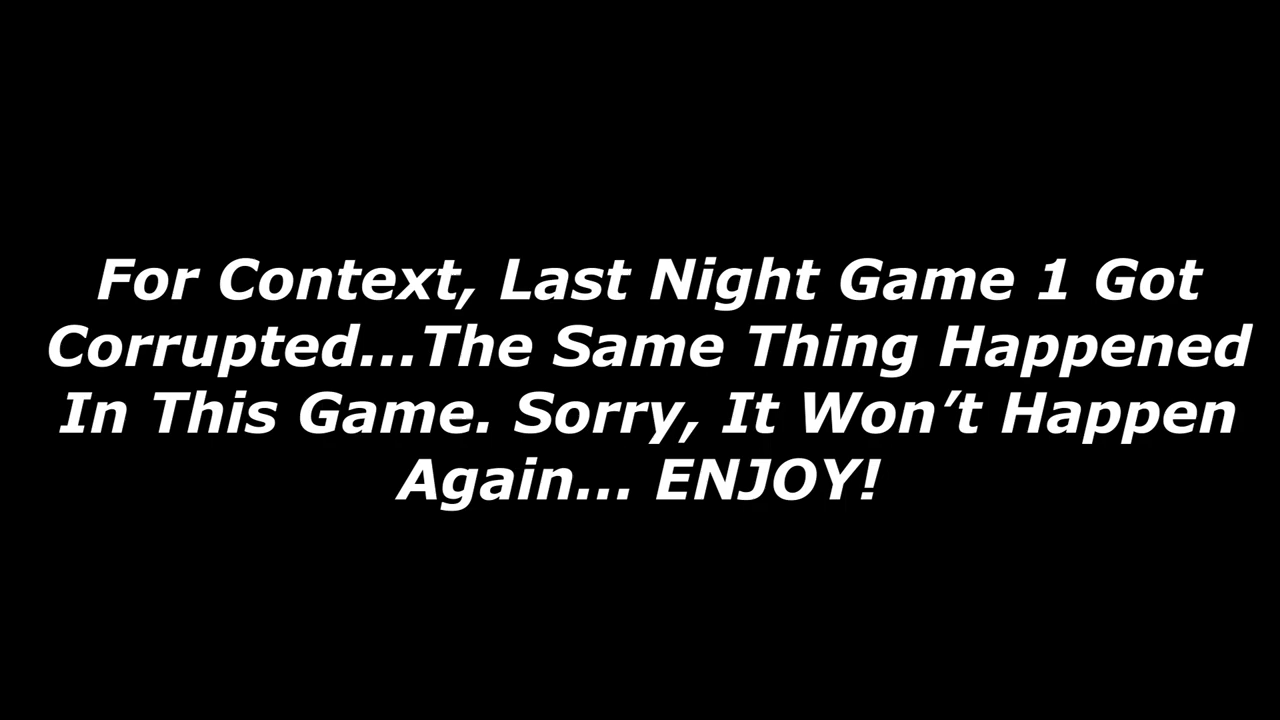 For Context, Last Night Game 1 Got
Corrupted...The Same Thing Happened
In This Game. Sorry, It Won’t Happen
Again... ENJOY!